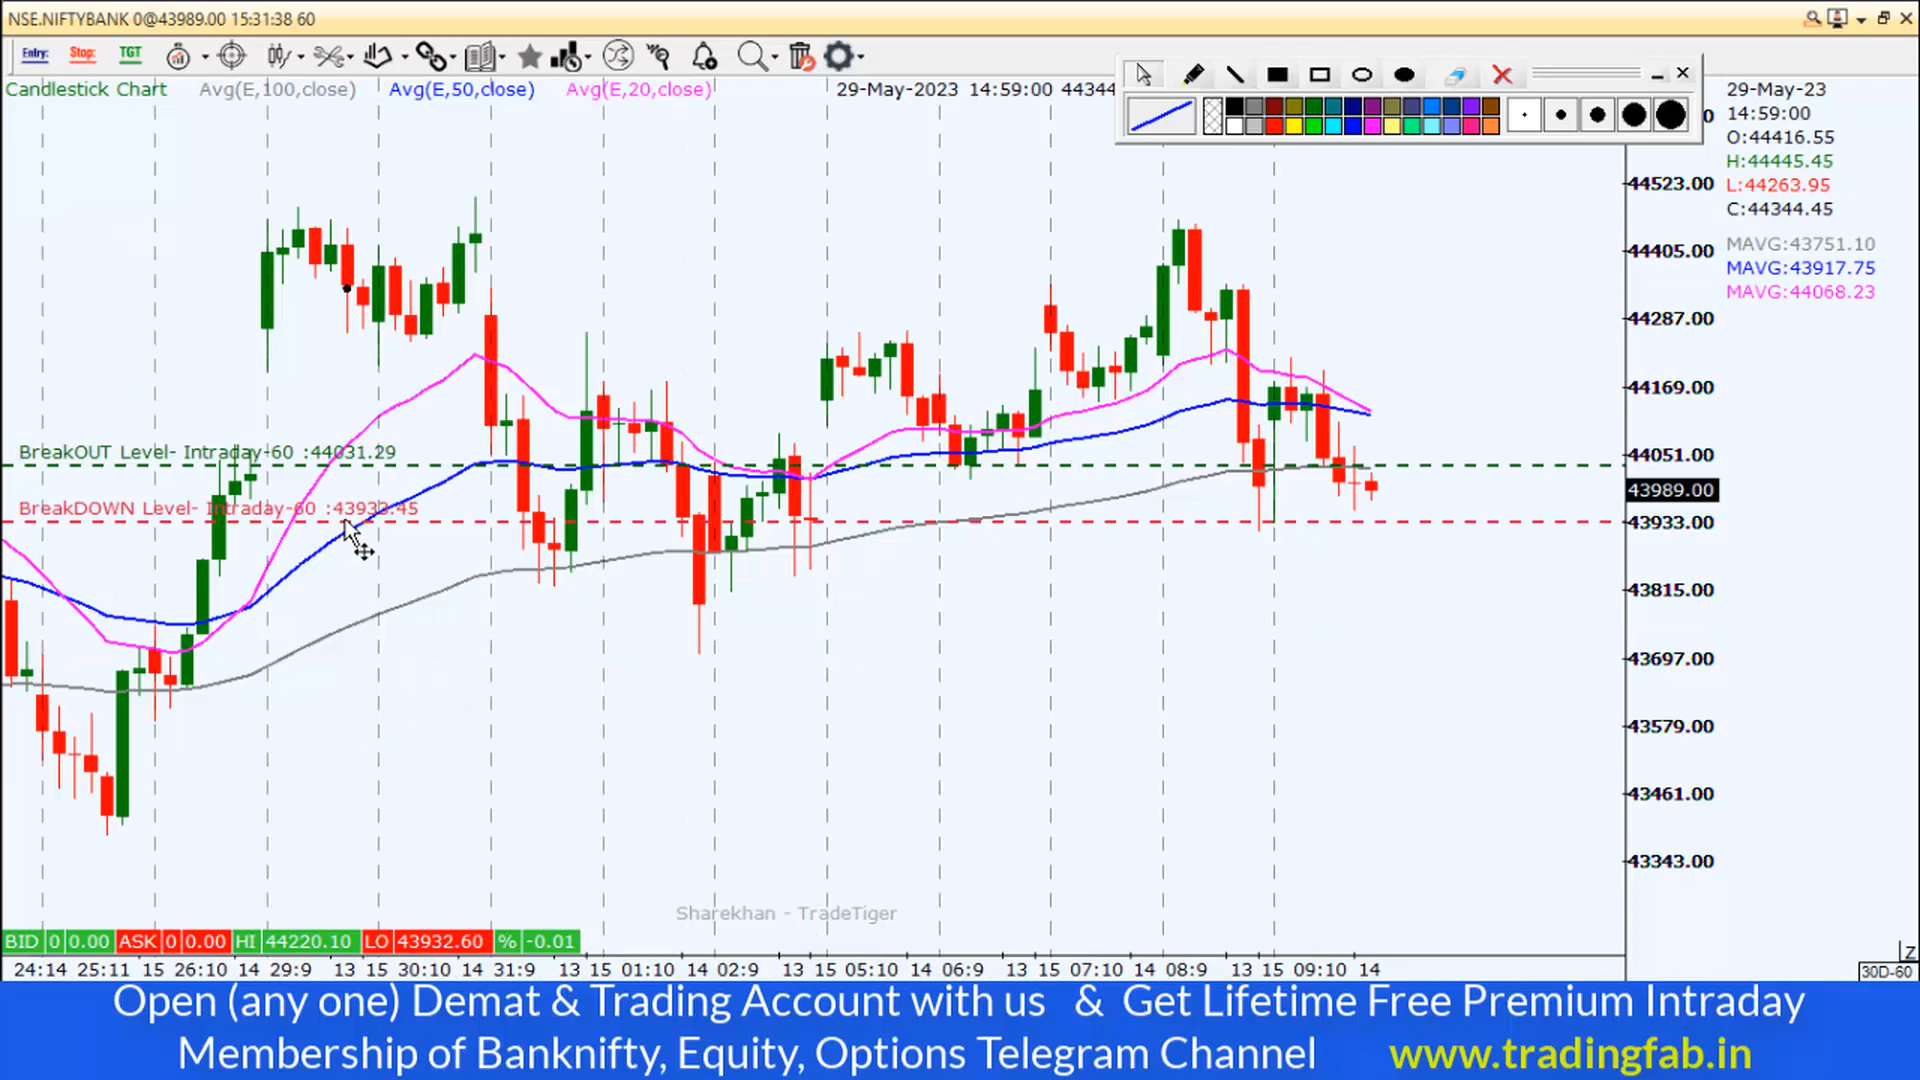 NSE.NIFTYBANK 0@43989.00 15:31:38 60
Entry: Stop: TGT
Candlestick Chart Avg(E,100,close) Avg(E,50,close) Avg(E,20,close) 29-May-2023 14:59:00 44344
29-May-23
14:59:00
O:44416.55
H:44445.45
L:44263.95
C:44344.45
MAVG:43751.10
MAVG:43917.75
MAVG:44068.23
44523.00
44405.00
44287.00
44169.00
44051.00
43989.00
43933.00
43815.00
43697.00
43579.00
43461.00
43343.00
BreakOUT Level- Intraday-60 :44031.29
BreakDOWN Level- Intraday-60 :43933.45
Sharekhan - TradeTiger
BID 0 0.00 ASK 0 0.00 HI 44220.10 LO 43932.60 % -0.01
Z
24:14 25:11 15 26:10 14 29:9 13 15 30:10 14 31:9 13 15 01:10 14 02:9 13 15 05:10 14 06:9 13 15 07:10 14 08:9 13 15 09:10 14
30D-60
Open (any one) Demat & Trading Account with us & Get Lifetime Free Premium Intraday
Membership of Banknifty, Equity, Options Telegram Channel www.tradingfab.in